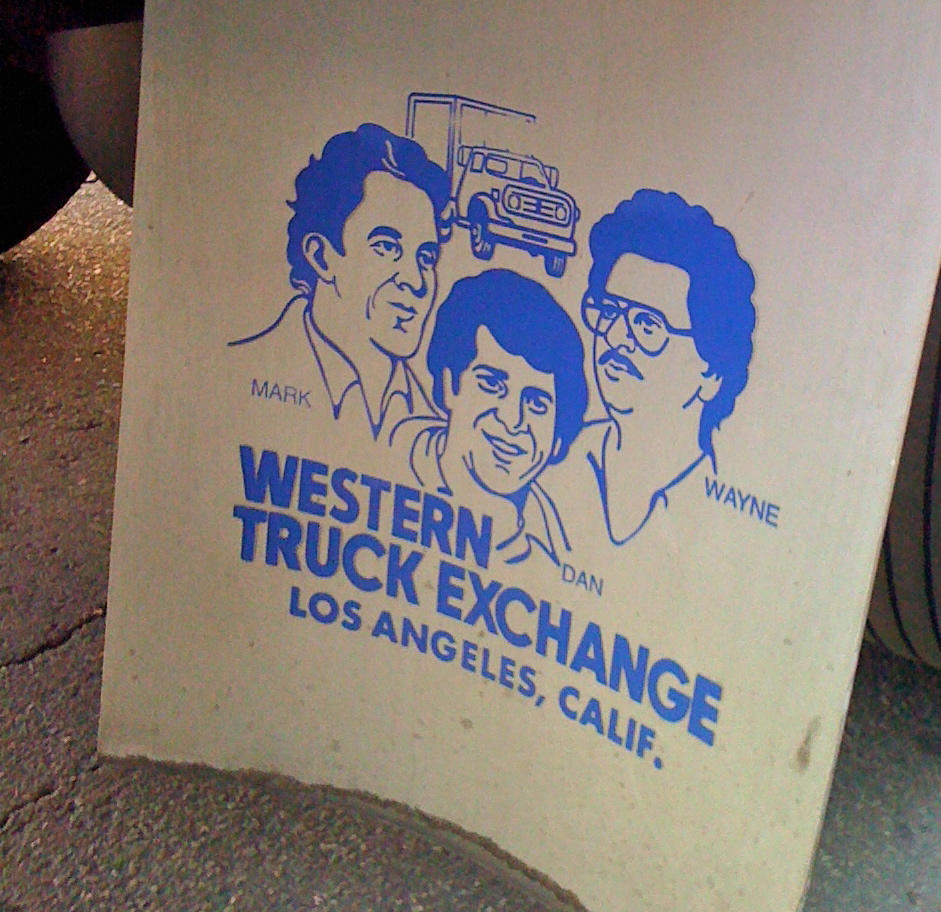 MARK
WAYNE
DAN
WESTERN
TRUCK EXCHANGE
LOS ANGELES, CALIF.